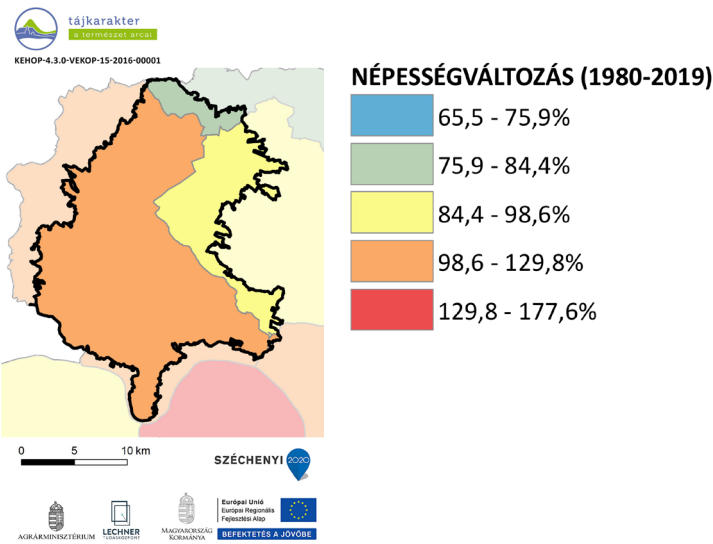 tájkarakter
a természet arcai
KEHOP-4.3.0-VEKOP-15-2016-00001
NÉPESSÉGVÁLTOZÁS (1980-2019)
65,5 - 75,9%
75,9 - 84,4%
84,4 - 98,6%
98,6 - 129,8%
129,8 - 177,6%
0 5 10 km
SZÉCHENYI 2020
AGRÁRMINISZTÉRIUM
LECHNER
TUDÁSKÖZPONT
MAGYARORSZÁG
KORMÁNYA
Európai Unió
Európai Regionális
Fejlesztési Alap
BEFEKTETÉS A JÖVŐBE